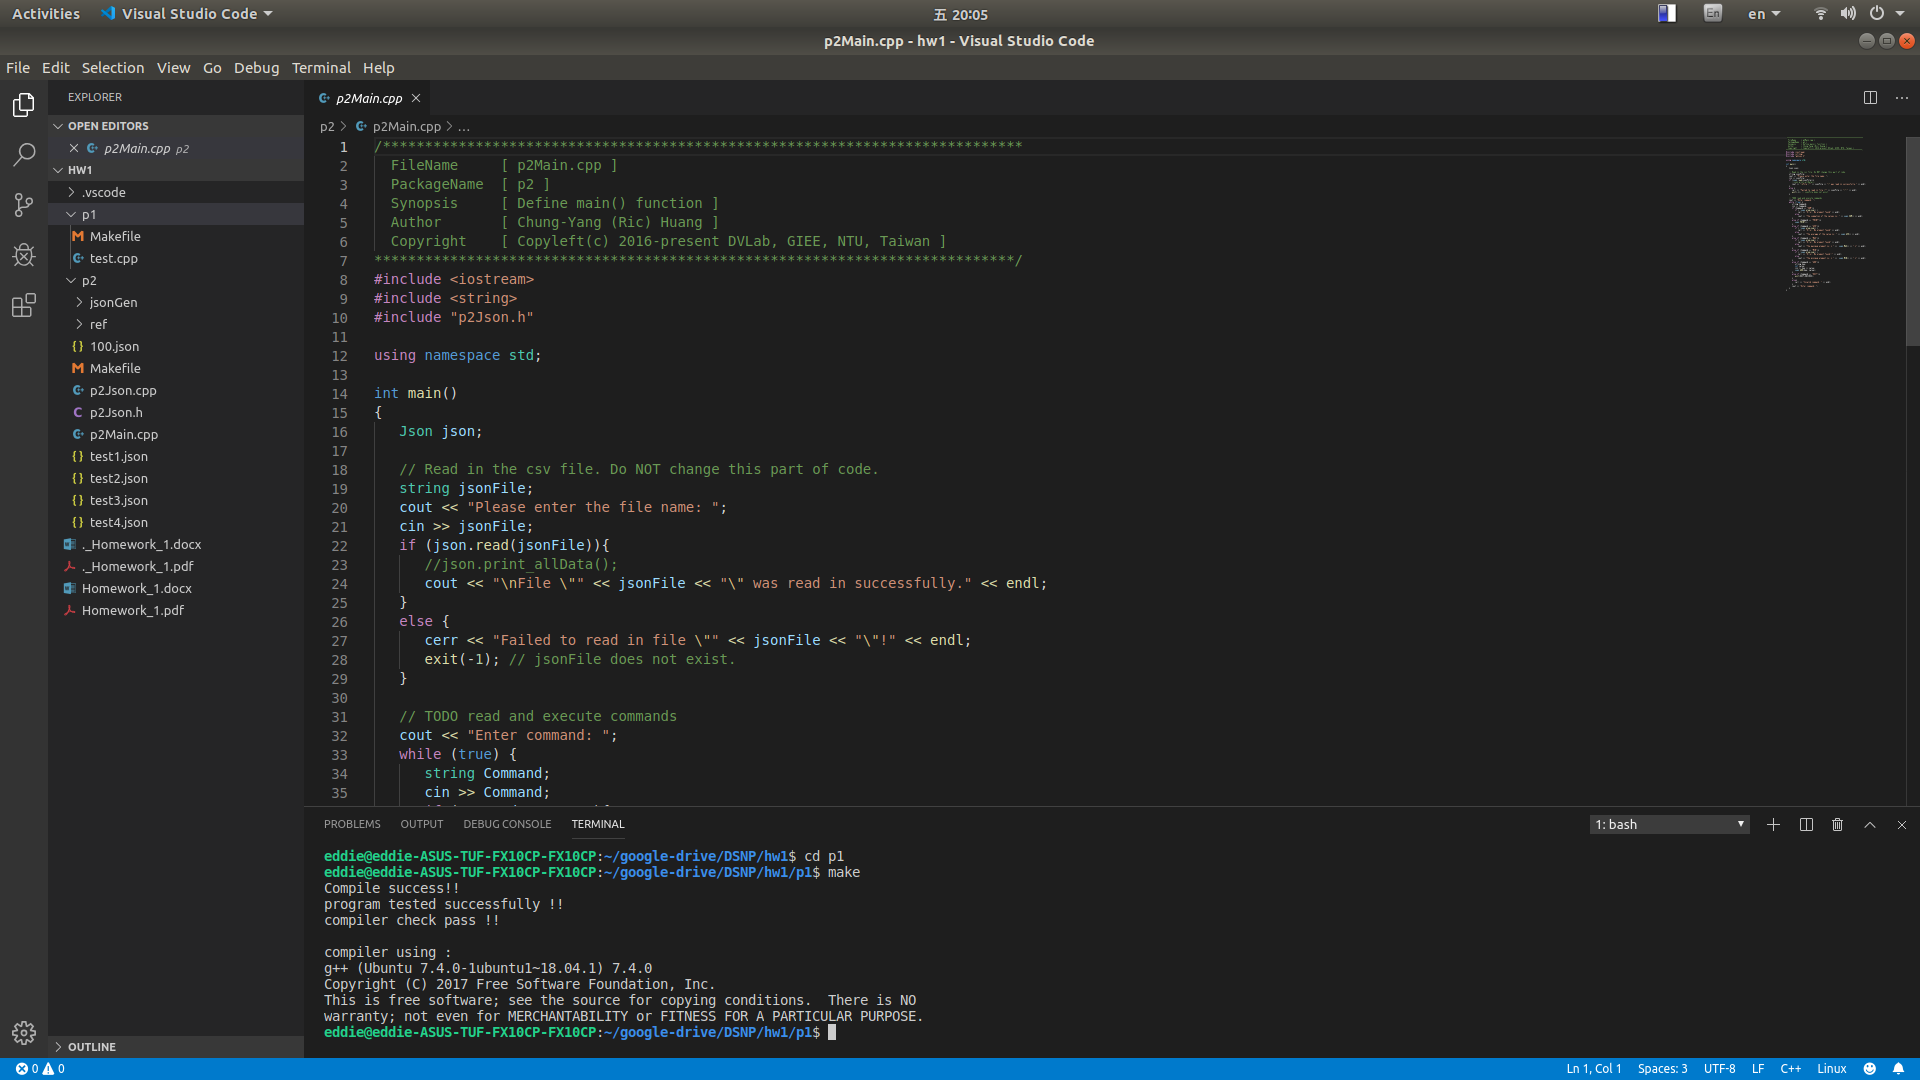 Activities Visual Studio Code 五 20:05 En en
p2Main.cpp - hw1 - Visual Studio Code
File Edit Selection View Go Debug Terminal Help
EXPLORER
OPEN EDITORS
p2Main.cpp p2
HW1
.vscode
p1
Makefile
test.cpp
p2
jsonGen
ref
100.json
Makefile
p2Json.cpp
p2Json.h
p2Main.cpp
test1.json
test2.json
test3.json
test4.json
._Homework_1.docx
._Homework_1.pdf
Homework_1.docx
Homework_1.pdf
OUTLINE
p2Main.cpp
p2 > p2Main.cpp > ...
1 /****************************************************************************
2   FileName     [ p2Main.cpp ]
3   PackageName  [ p2 ]
4   Synopsis     [ Define main() function ]
5   Author       [ Chung-Yang (Ric) Huang ]
6   Copyright    [ Copyleft(c) 2016-present DVLab, GIEE, NTU, Taiwan ]
7 ****************************************************************************/
8 #include <iostream>
9 #include <string>
10 #include "p2Json.h"
11
12 using namespace std;
13
14 int main()
15 {
16    Json json;
17
18    // Read in the csv file. Do NOT change this part of code.
19    string jsonFile;
20    cout << "Please enter the file name: ";
21    cin >> jsonFile;
22    if (json.read(jsonFile)){
23       //json.print_allData();
24       cout << "\nFile \"" << jsonFile << "\" was read in successfully." << endl;
25    }
26    else {
27       cerr << "Failed to read in file \"" << jsonFile << "\"!" << endl;
28       exit(-1); // jsonFile does not exist.
29    }
30
31    // TODO read and execute commands
32    cout << "Enter command: ";
33    while (true) {
34       string Command;
35       cin >> Command;
PROBLEMS OUTPUT DEBUG CONSOLE TERMINAL 1: bash
eddie@eddie-ASUS-TUF-FX10CP-FX10CP:~/google-drive/DSNP/hw1$ cd p1
eddie@eddie-ASUS-TUF-FX10CP-FX10CP:~/google-drive/DSNP/hw1/p1$ make
Compile success!!
program tested successfully !!
compiler check pass !!
compiler using :
g++ (Ubuntu 7.4.0-1ubuntu1~18.04.1) 7.4.0
Copyright (C) 2017 Free Software Foundation, Inc.
This is free software; see the source for copying conditions.  There is NO
warranty; not even for MERCHANTABILITY or FITNESS FOR A PARTICULAR PURPOSE.
eddie@eddie-ASUS-TUF-FX10CP-FX10CP:~/google-drive/DSNP/hw1/p1$
0 0 Ln 1, Col 1 Spaces: 3 UTF-8 LF C++ Linux